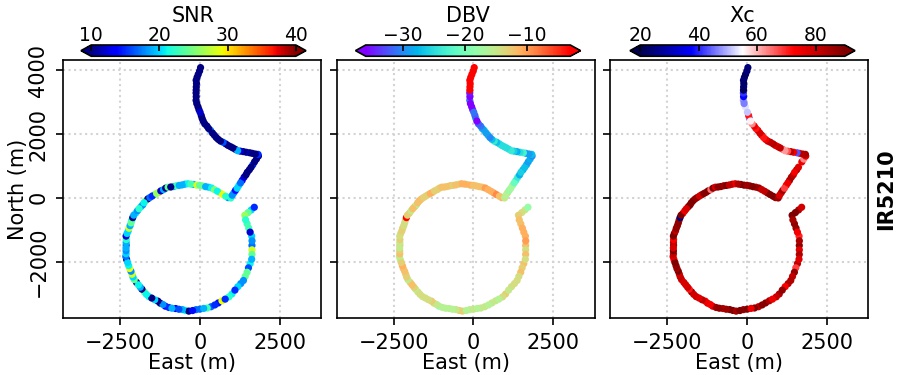 SNR DBV Xc
10 20 30 40 −30 −20 −10 20 40 60 80
4000
2000
0
−2000
North (m)
IR5210
−2500 0 2500 −2500 0 2500 −2500 0 2500
East (m) East (m) East (m)